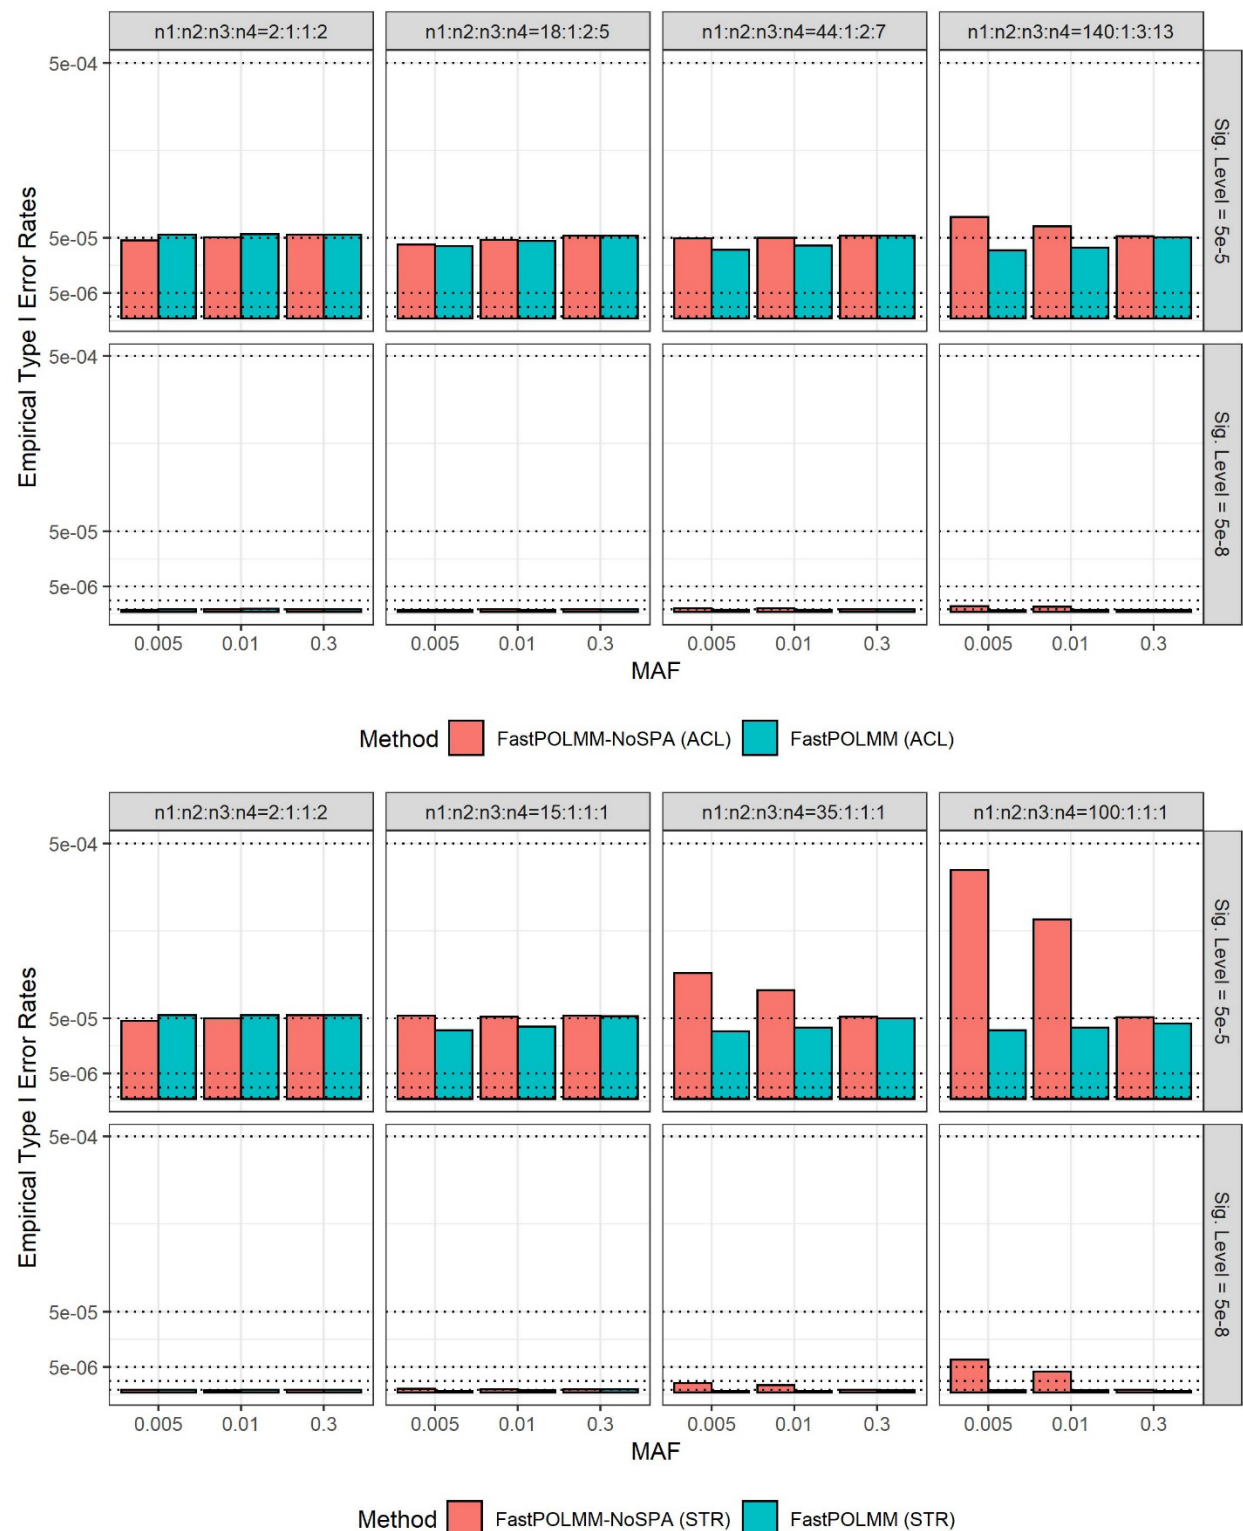 n1:n2:n3:n4=2:1:1:2 n1:n2:n3:n4=18:1:2:5 n1:n2:n3:n4=44:1:2:7 n1:n2:n3:n4=140:1:3:13
Empirical Type I Error Rates
5e-04
5e-05
5e-06
Sig. Level = 5e-5
5e-04
5e-05
5e-06
Sig. Level = 5e-8
0.005 0.01 0.3 0.005 0.01 0.3 0.005 0.01 0.3 0.005 0.01 0.3
MAF
Method FastPOLMM-NoSPA (ACL) FastPOLMM (ACL)
n1:n2:n3:n4=2:1:1:2 n1:n2:n3:n4=15:1:1:1 n1:n2:n3:n4=35:1:1:1 n1:n2:n3:n4=100:1:1:1
Empirical Type I Error Rates
5e-04
5e-05
5e-06
Sig. Level = 5e-5
5e-04
5e-05
5e-06
Sig. Level = 5e-8
0.005 0.01 0.3 0.005 0.01 0.3 0.005 0.01 0.3 0.005 0.01 0.3
MAF
Method FastPOLMM-NoSPA (STR) FastPOLMM (STR)